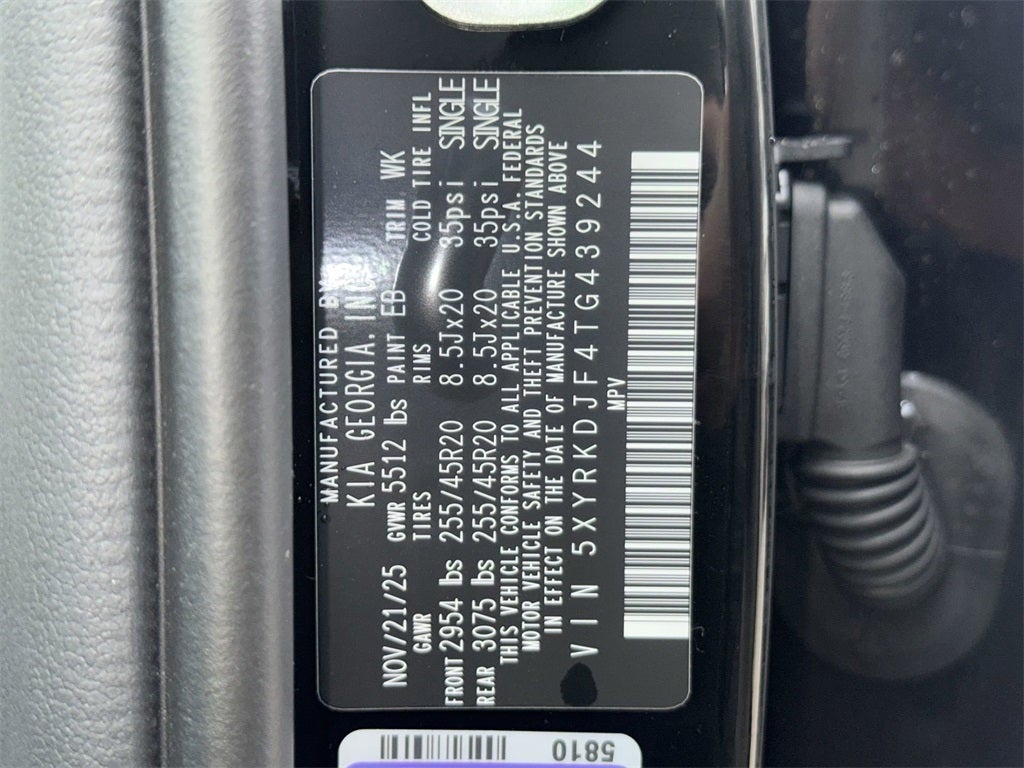 MANUFACTURED BY
KIA GEORGIA. INC
NOV/21/25 GVWR 5512 lbs PAINT EB TRIM WK
GAWR TIRES RIMS COLD TIRE INFL
FRONT 2954 lbs 255/45R20 8.5Jx20 35psi SINGLE
REAR 3075 lbs 255/45R20 8.5Jx20 35psi SINGLE
THIS VEHICLE CONFORMS TO ALL APPLICABLE U.S.A. FEDERAL
MOTOR VEHICLE SAFETY AND THEFT PREVENTION STANDARDS
IN EFFECT ON THE DATE OF MANUFACTURE SHOWN ABOVE
VIN 5XYRKDJF4TG439244
MPV
5810